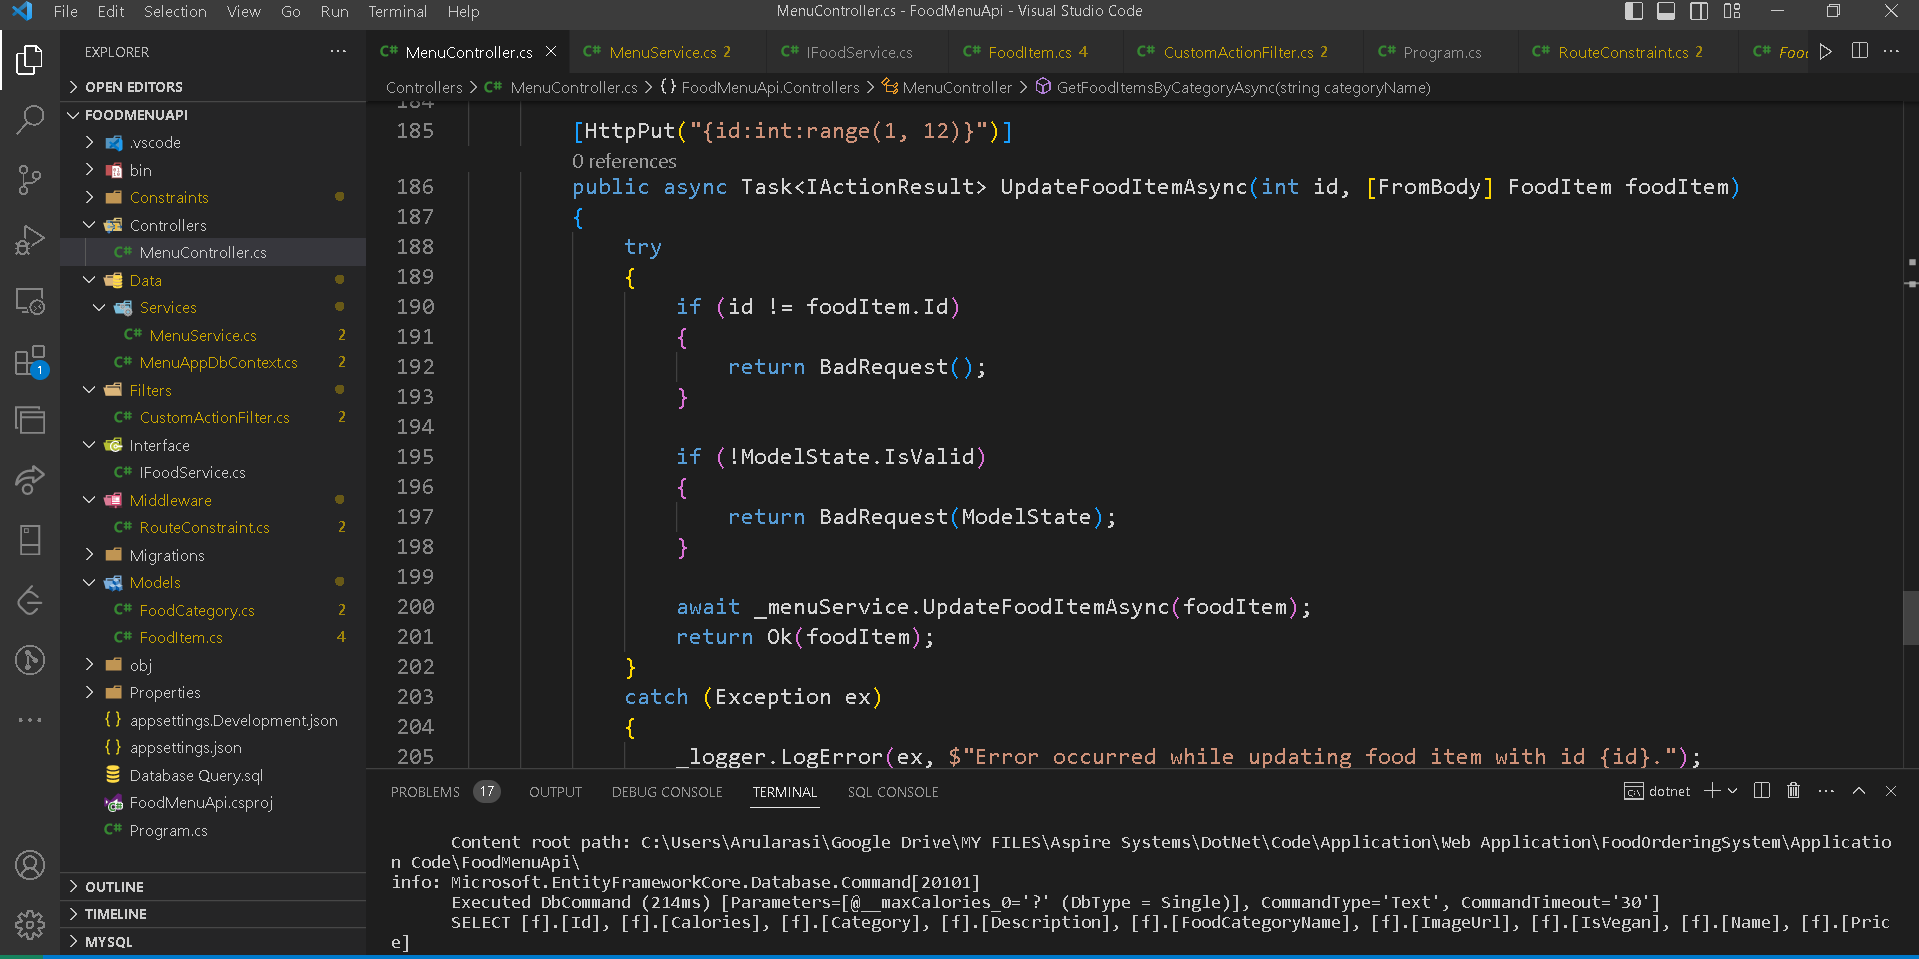 File Edit Selection View Go Run Terminal Help
MenuController.cs - FoodMenuApi - Visual Studio Code
EXPLORER
OPEN EDITORS
FOODMENUAPI
.vscode
bin
Constraints
Controllers
MenuController.cs
Data
Services
MenuService.cs 2
MenuAppDbContext.cs 2
Filters
CustomActionFilter.cs 2
Interface
IFoodService.cs
Middleware
RouteConstraint.cs 2
Migrations
Models
FoodCategory.cs 2
FoodItem.cs 4
obj
Properties
appsettings.Development.json
appsettings.json
Database Query.sql
FoodMenuApi.csproj
Program.cs
OUTLINE
TIMELINE
MYSQL
1
MenuController.cs MenuService.cs 2 IFoodService.cs FoodItem.cs 4 CustomActionFilter.cs 2 Program.cs RouteConstraint.cs 2
Controllers > MenuController.cs > {} FoodMenuApi.Controllers > MenuController > GetFoodItemsByCategoryAsync(string categoryName)
184
185 [HttpPut("{id:int:range(1, 12)}")]
0 references
186 public async Task<IActionResult> UpdateFoodItemAsync(int id, [FromBody] FoodItem foodItem)
187 {
188 try
189 {
190 if (id != foodItem.Id)
191 {
192 return BadRequest();
193 }
194
195 if (!ModelState.IsValid)
196 {
197 return BadRequest(ModelState);
198 }
199
200 await _menuService.UpdateFoodItemAsync(foodItem);
201 return Ok(foodItem);
202 }
203 catch (Exception ex)
204 {
205 _logger.LogError(ex, $"Error occurred while updating food item with id {id}.");
PROBLEMS 17 OUTPUT DEBUG CONSOLE TERMINAL SQL CONSOLE
dotnet
Content root path: C:\Users\Arularasi\Google Drive\MY FILES\Aspire Systems\DotNet\Code\Application\Web Application\FoodOrderingSystem\Applicatio
n Code\FoodMenuApi\
info: Microsoft.EntityFrameworkCore.Database.Command[20101]
Executed DbCommand (214ms) [Parameters=[@__maxCalories_0='?' (DbType = Single)], CommandType='Text', CommandTimeout='30']
SELECT [f].[Id], [f].[Calories], [f].[Category], [f].[Description], [f].[FoodCategoryName], [f].[ImageUrl], [f].[IsVegan], [f].[Name], [f].[Pric
e]